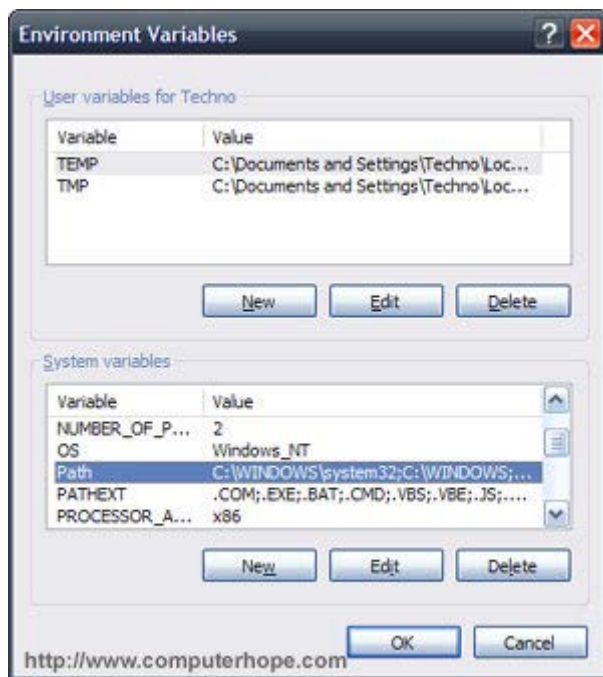 Environment Variables
User variables for Techno
Variable Value
TEMP C:\Documents and Settings\Techno\Loc...
TMP C:\Documents and Settings\Techno\Loc...
New Edit Delete
System variables
Variable Value
NUMBER_OF_P... 2
OS Windows_NT
Path C:\WINDOWS\system32;C:\WINDOWS;...
PATHEXT .COM;.EXE;.BAT;.CMD;.VBS;.VBE;.JS;....
PROCESSOR_A... x86
New Edit Delete
OK Cancel
http://www.computerhope.com